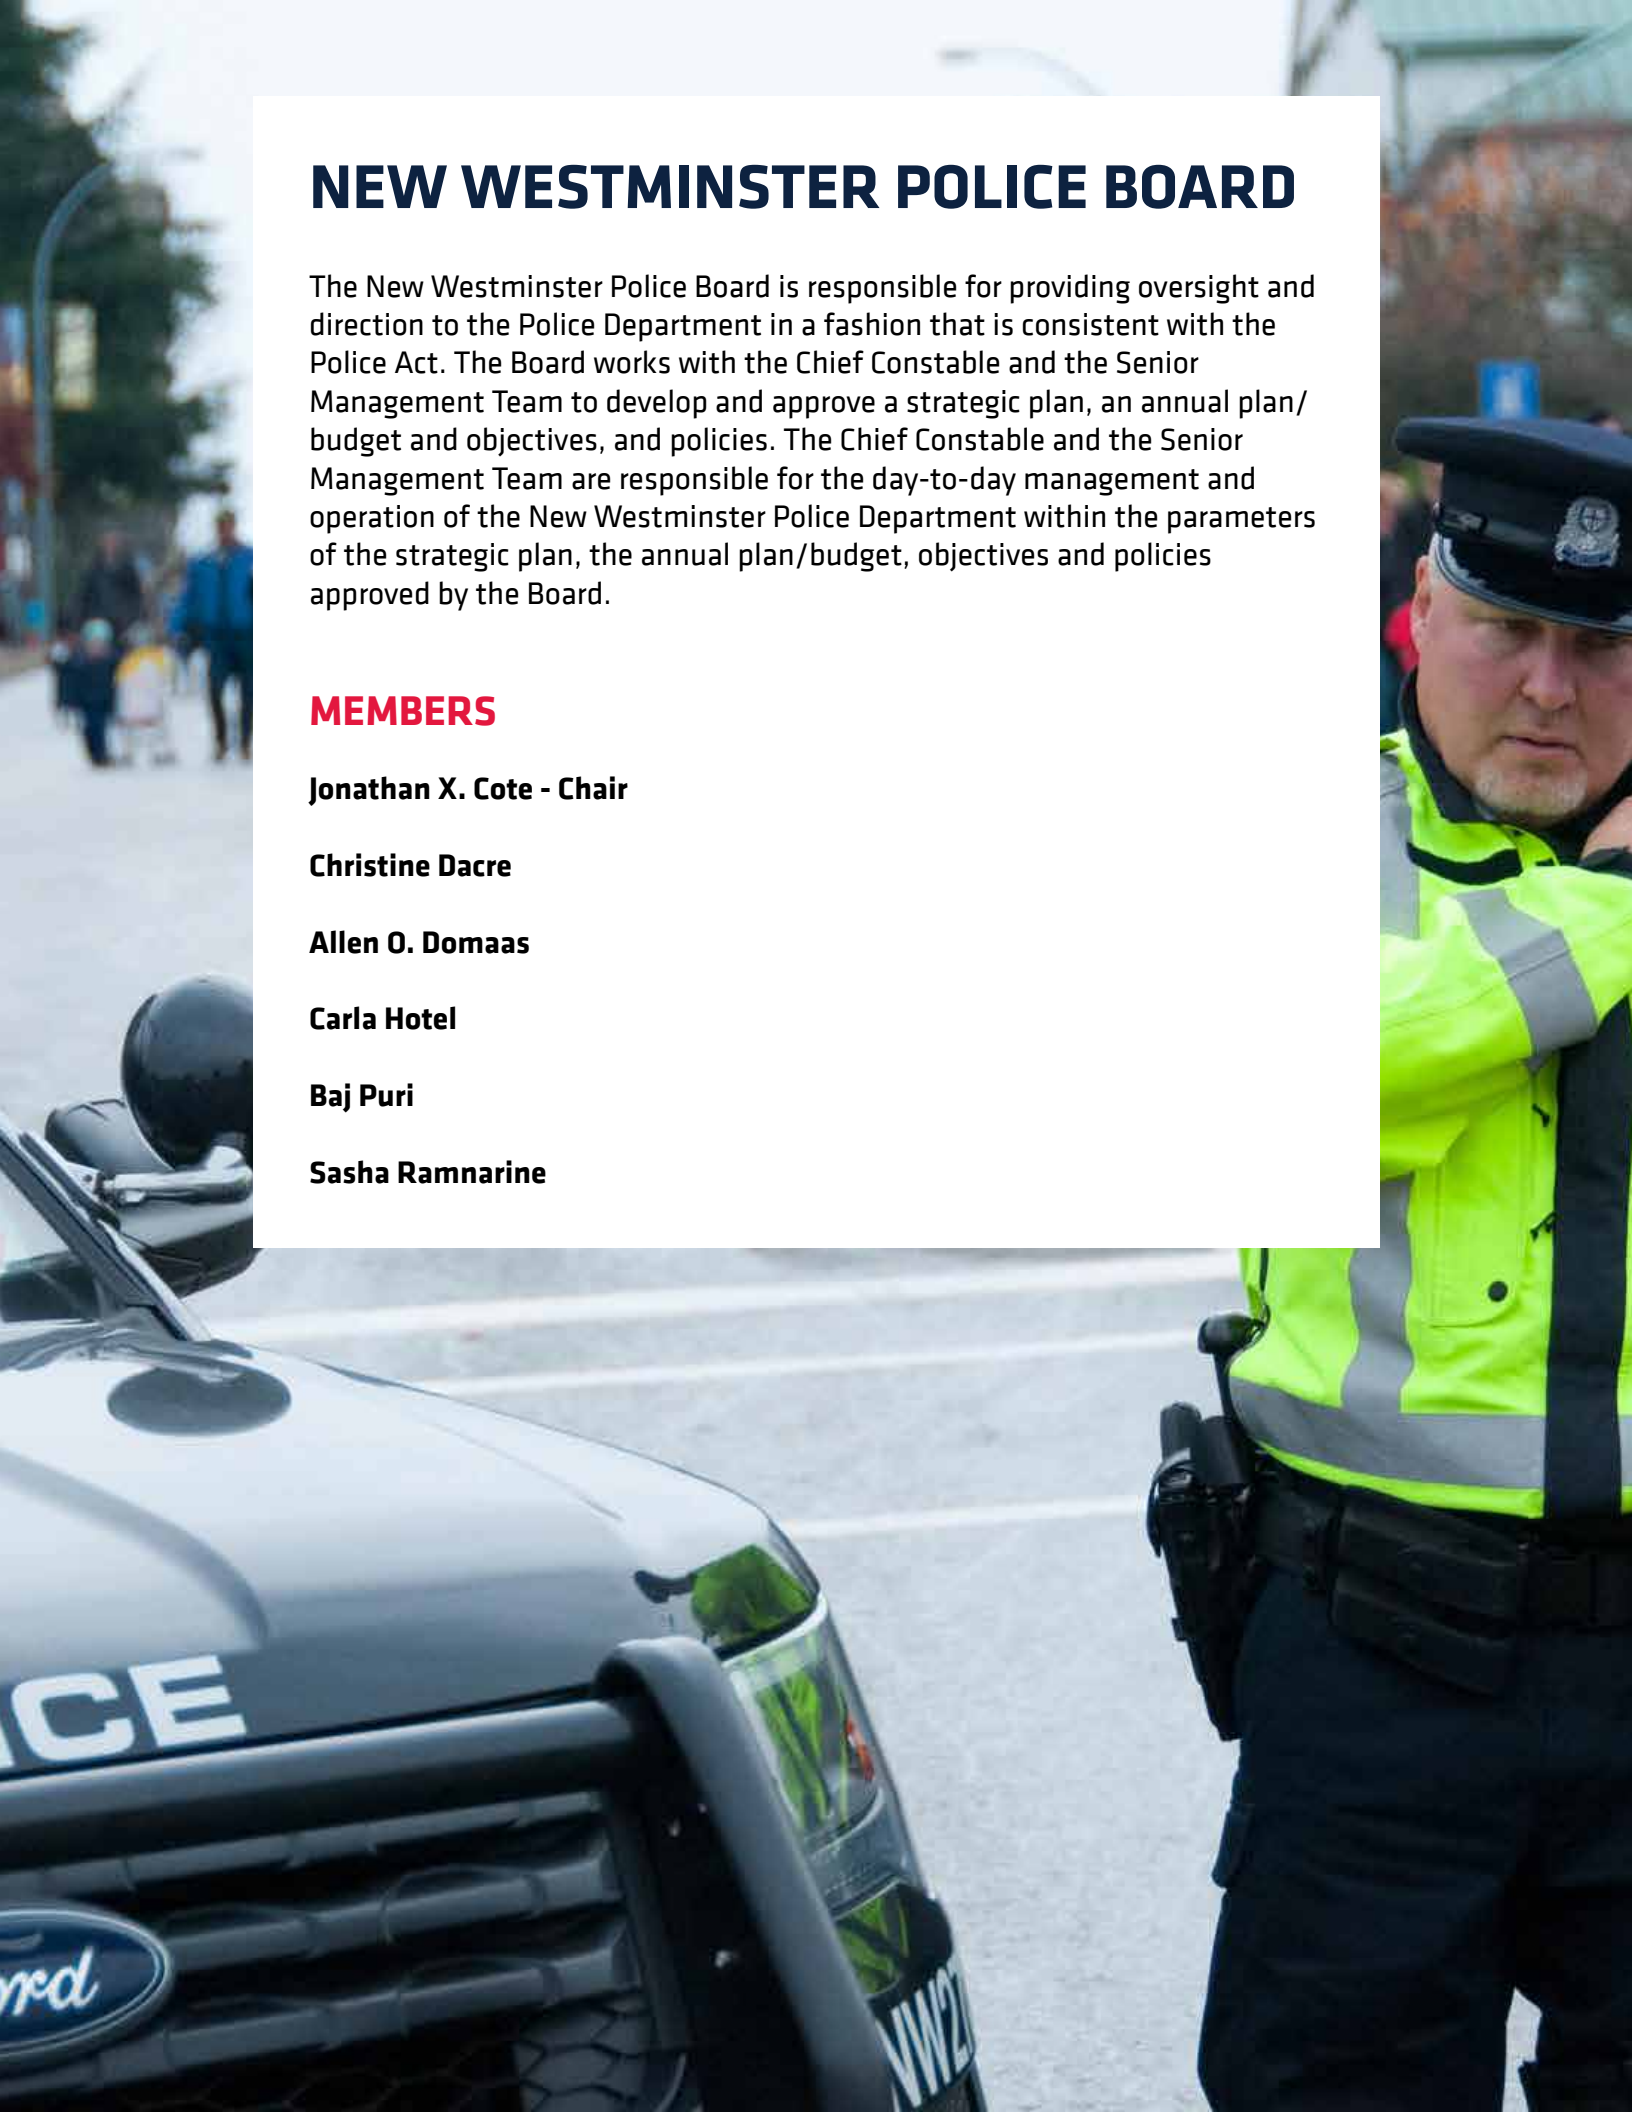 NEW WESTMINSTER POLICE BOARD
The New Westminster Police Board is responsible for providing oversight and
direction to the Police Department in a fashion that is consistent with the
Police Act. The Board works with the Chief Constable and the Senior
Management Team to develop and approve a strategic plan, an annual plan/
budget and objectives, and policies. The Chief Constable and the Senior
Management Team are responsible for the day-to-day management and
operation of the New Westminster Police Department within the parameters
of the strategic plan, the annual plan/budget, objectives and policies
approved by the Board.
MEMBERS
Jonathan X. Cote - Chair
Christine Dacre
Allen O. Domaas
Carla Hotel
Baj Puri
Sasha Ramnarine
ICE
ord